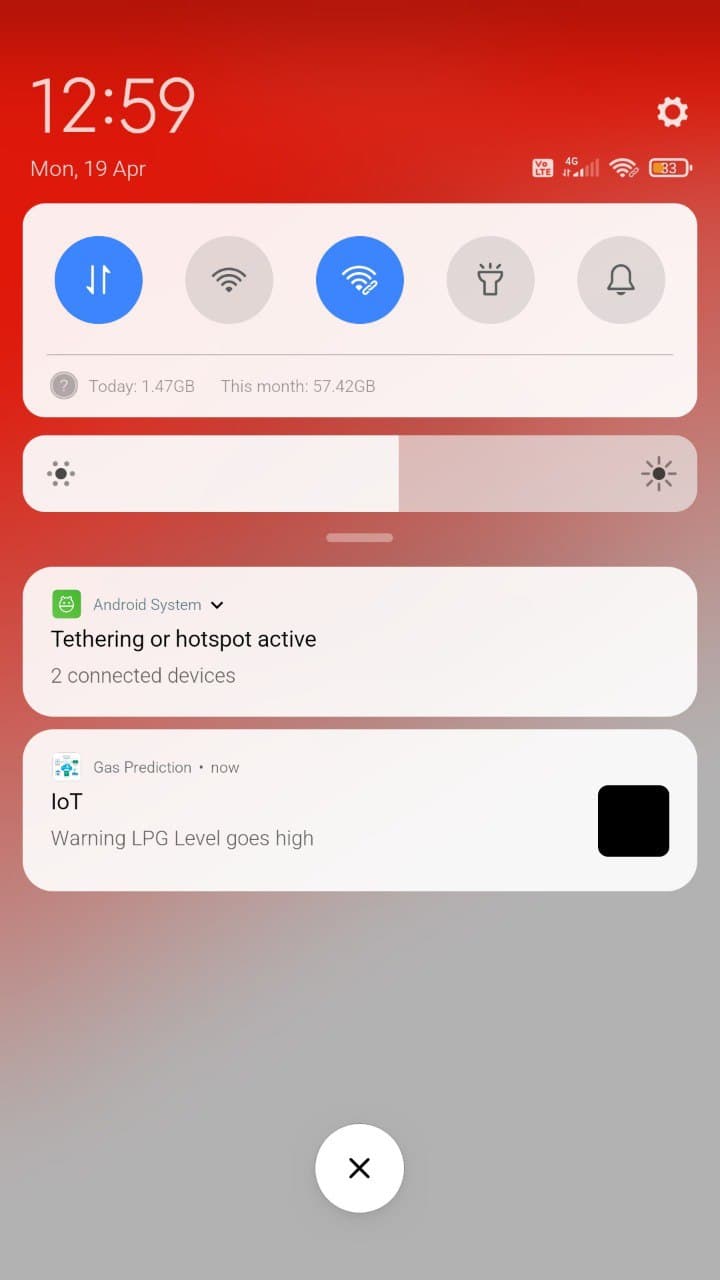 12:59
Mon, 19 Apr
Vo LTE 4G 33
? Today: 1.47GB This month: 57.42GB
Android System
Tethering or hotspot active
2 connected devices
Gas Prediction • now
IoT
Warning LPG Level goes high